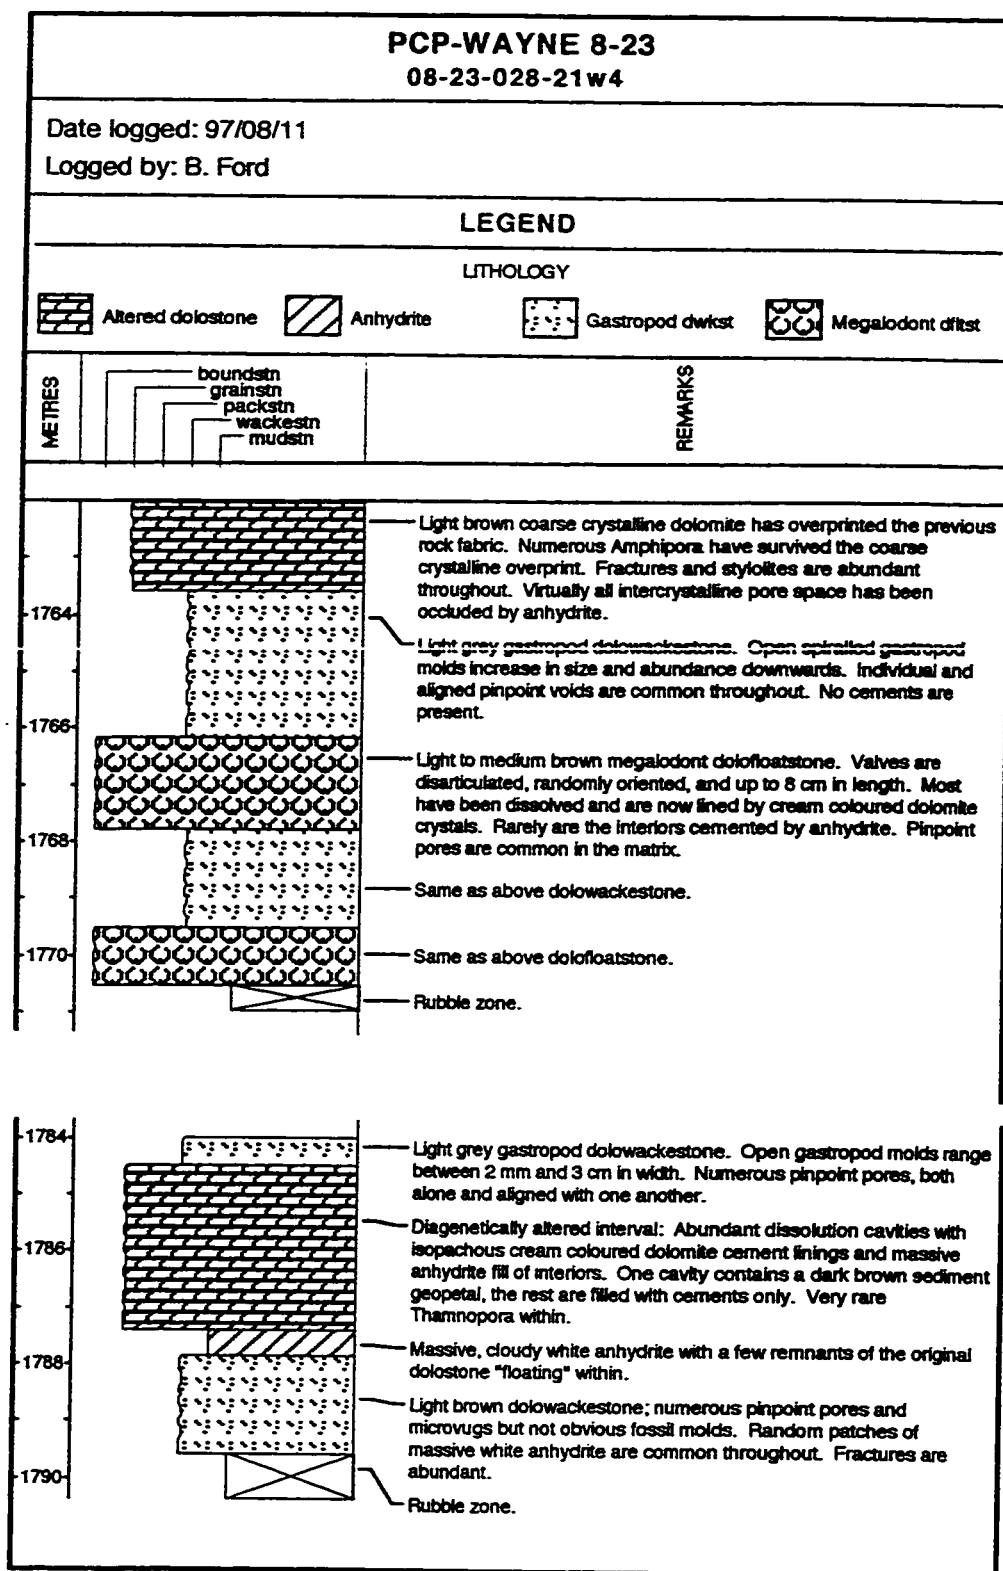 PCP-WAYNE 8-23
08-23-028-21w4
Date logged: 97/08/11
Logged by: B. Ford
LEGEND
LITHOLOGY
Altered dolostone
Anhydrite
Gastropod dwkst
Megalodont dfltst
METRES
boundstn
grainstn
packstn
wackestn
mudstn
REMARKS
Light brown coarse crystalline dolomite has overprinted the previous
rock fabric. Numerous Amphipora have survived the coarse
crystalline overprint. Fractures and stylolites are abundant
throughout. Virtually all intercrystalline pore space has been
occluded by anhydrite.
1764
Light grey gastropod dolowackestone. Open spiralled gastropod
molds increase in size and abundance downwards. Individual and
aligned pinpoint voids are common throughout. No cements are
present.
1766
Light to medium brown megalodont dolofloatstone. Valves are
disarticulated, randomly oriented, and up to 8 cm in length. Most
have been dissolved and are now lined by cream coloured dolomite
crystals. Rarely are the interiors cemented by anhydrite. Pinpoint
pores are common in the matrix.
1768
Same as above dolowackestone.
1770
Same as above dolofloatstone.
Rubble zone.
1784
Light grey gastropod dolowackestone. Open gastropod molds range
between 2 mm and 3 cm in width. Numerous pinpoint pores, both
alone and aligned with one another.
Diagenetically altered interval: Abundant dissolution cavities with
isopachous cream coloured dolomite cement linings and massive
anhydrite fill of interiors. One cavity contains a dark brown sediment
geopetal, the rest are filled with cements only. Very rare
Thamnopora within.
1786
Massive, cloudy white anhydrite with a few remnants of the original
dolostone "floating" within.
1788
Light brown dolowackestone; numerous pinpoint pores and
microvugs but not obvious fossil molds. Random patches of
massive white anhydrite are common throughout. Fractures are
abundant.
1790
Rubble zone.